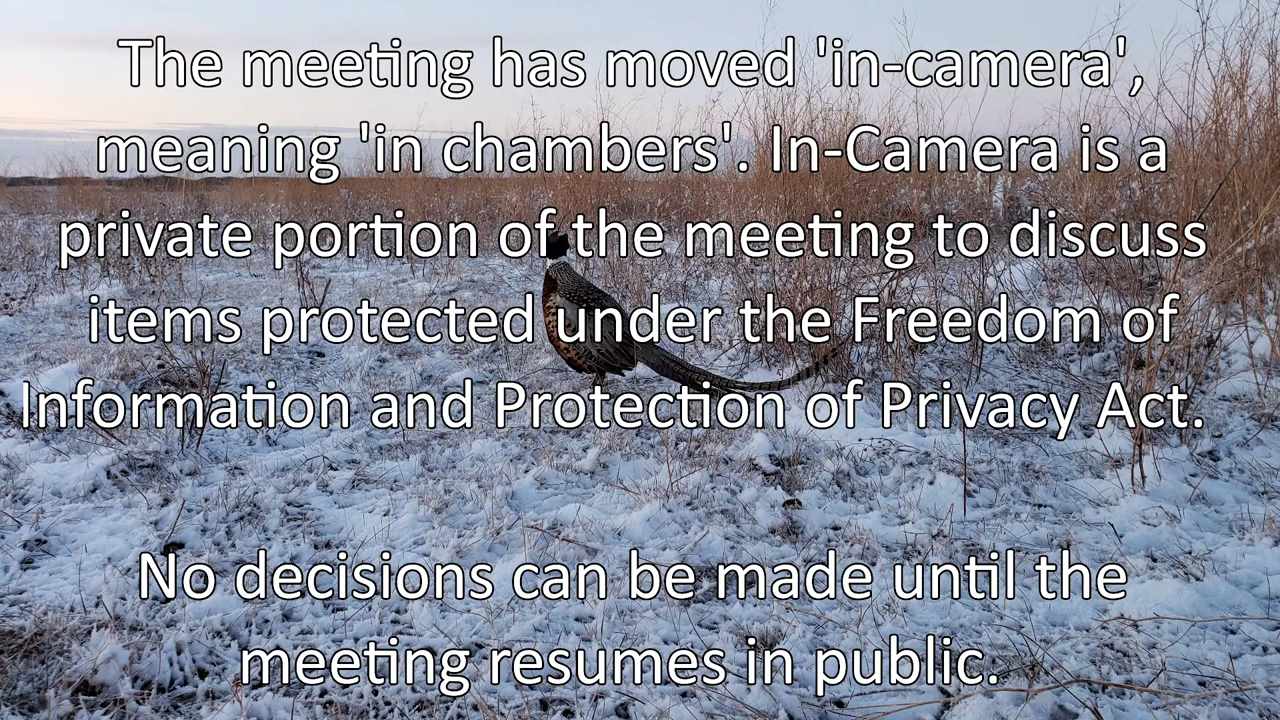 The meeting has moved 'in-camera',
meaning 'in chambers'. In-Camera is a
private portion of the meeting to discuss
items protected under the Freedom of
Information and Protection of Privacy Act.
No decisions can be made until the
meeting resumes in public.